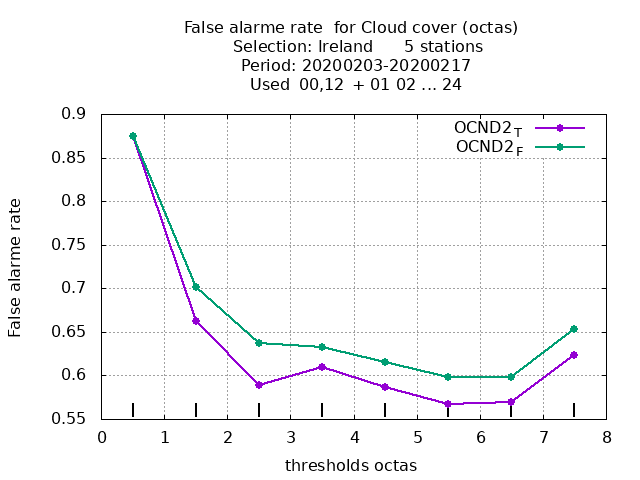 False alarme rate  for Cloud cover (octas)
Selection: Ireland      5 stations
Period: 20200203-20200217
Used  00,12  + 01 02 ... 24
OCND2T
OCND2F
0.9
0.85
0.8
0.75
0.7
0.65
0.6
0.55
False alarme rate
0 1 2 3 4 5 6 7 8
thresholds octas